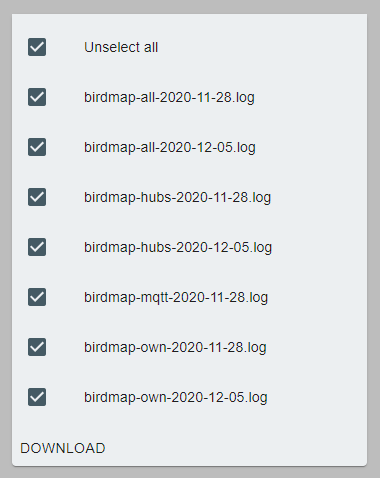 Unselect all
birdmap-all-2020-11-28.log
birdmap-all-2020-12-05.log
birdmap-hubs-2020-11-28.log
birdmap-hubs-2020-12-05.log
birdmap-mqtt-2020-11-28.log
birdmap-own-2020-11-28.log
birdmap-own-2020-12-05.log
DOWNLOAD